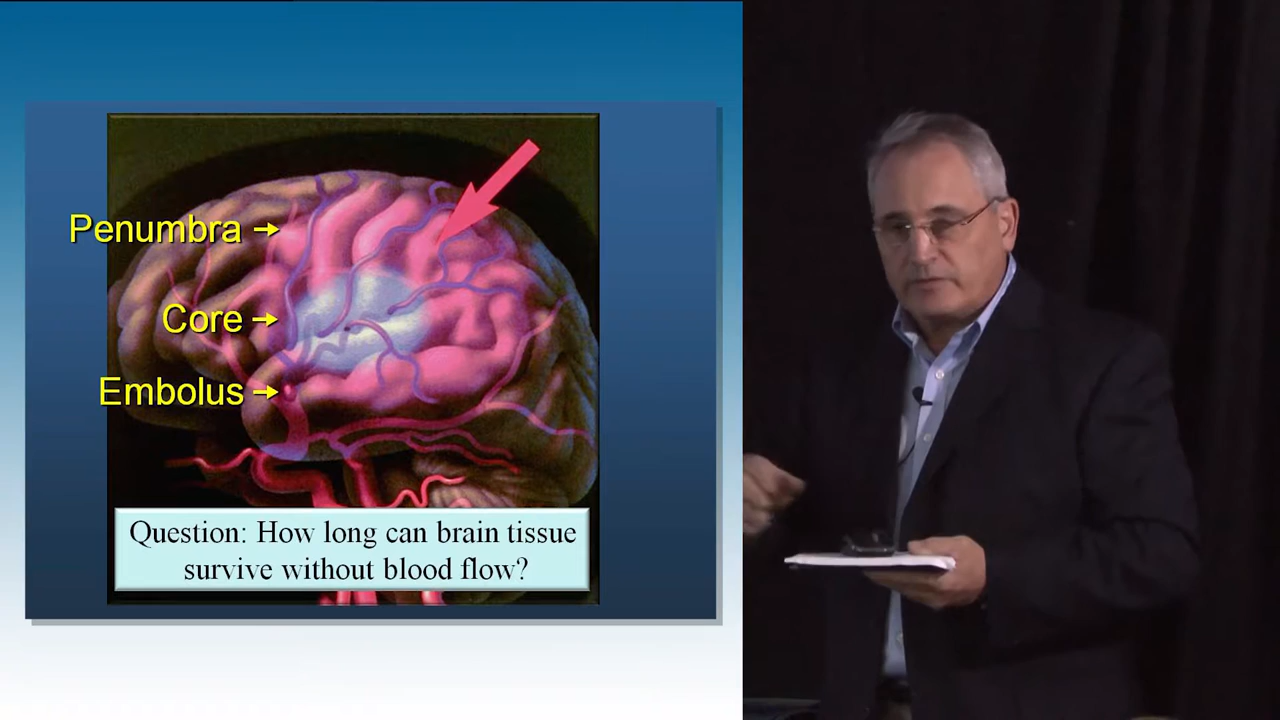 Penumbra
Core
Embolus
Question: How long can brain tissue
survive without blood flow?